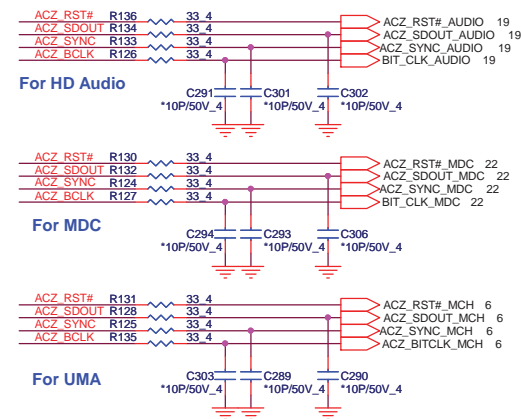 ACZ_RST# R136 33_4 ACZ_RST#_AUDIO 19
ACZ_SDOUT R134 33_4 ACZ_SDOUT_AUDIO 19
ACZ_SYNC R133 33_4 ACZ_SYNC_AUDIO 19
ACZ_BCLK R126 33_4 BIT_CLK_AUDIO 19
For HD Audio
C291 C301 C302
*10P/50V_4 *10P/50V_4 *10P/50V_4
ACZ_RST# R130 33_4 ACZ_RST#_MDC 22
ACZ_SDOUT R132 33_4 ACZ_SDOUT_MDC 22
ACZ_SYNC R124 33_4 ACZ_SYNC_MDC 22
ACZ_BCLK R127 33_4 BIT_CLK_MDC 22
For MDC
C294 C293 C306
*10P/50V_4 *10P/50V_4 *10P/50V_4
ACZ_RST# R131 33_4 ACZ_RST#_MCH 6
ACZ_SDOUT R128 33_4 ACZ_SDOUT_MCH 6
ACZ_SYNC R125 33_4 ACZ_SYNC_MCH 6
ACZ_BCLK R135 33_4 ACZ_BITCLK_MCH 6
For UMA
C303 C289 C290
*10P/50V_4 *10P/50V_4 *10P/50V_4